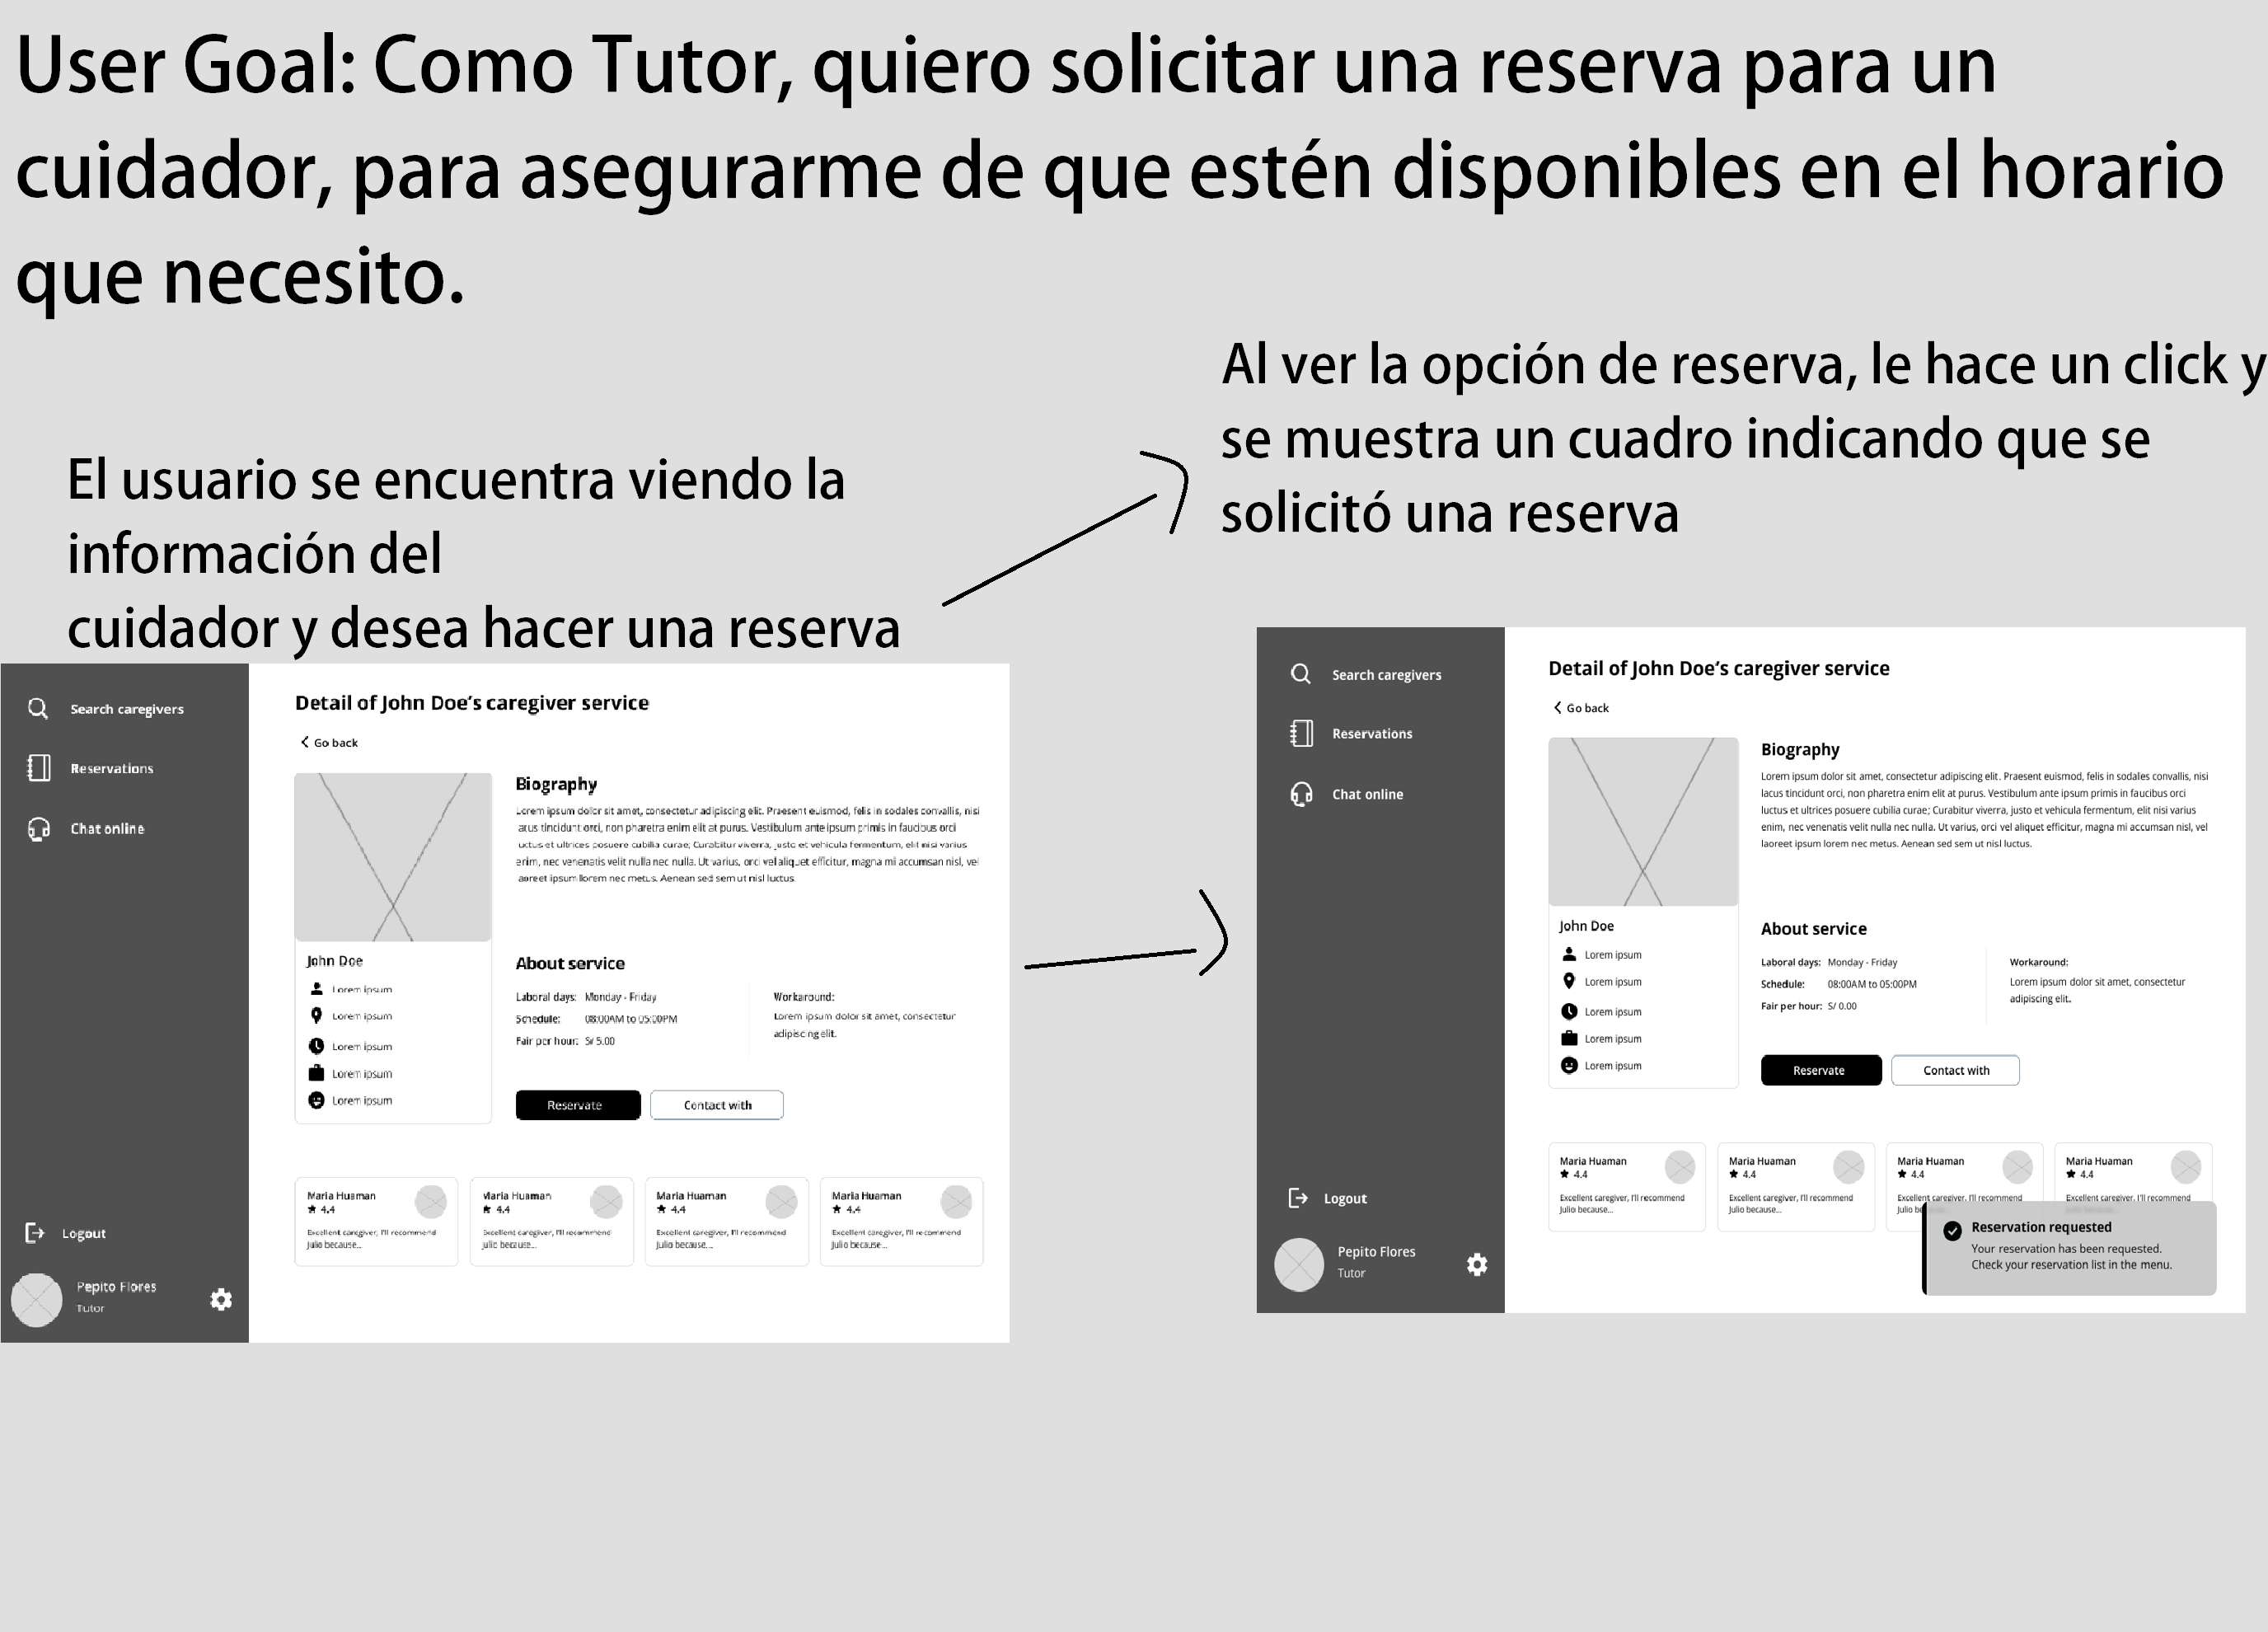 User Goal: Como Tutor, quiero solicitar una reserva para un
cuidador, para asegurarme de que estén disponibles en el horario
que necesito.
El usuario se encuentra viendo la
información del
cuidador y desea hacer una reserva
Al ver la opción de reserva, le hace un click y
se muestra un cuadro indicando que se
solicitó una reserva
Search caregivers
Reservations
Chat online
Logout
Pepito Flores
Tutor
Detail of John Doe's caregiver service
Go back
John Doe
Lorem ipsum
Lorem ipsum
Lorem ipsum
Lorem ipsum
Lorem ipsum
Biography
Lorem ipsum dolor sit amet, consectetur adipiscing elit. Praesent euismod, felis in sodales convallis, nisi
lacus tincidunt orci, non pharetra enim elit at purus. Vestibulum ante ipsum primis in faucibus orci
luctus et ultrices posuere cubilia curae; Curabitur viverra, justo et vehicula fermentum, elit nisi varius
enim, nec venenatis velit nulla nec nulla. Ut varius, orci vel aliquet efficitur, magna mi accumsan nisl, vel
laoreet ipsum lorem nec metus. Aenean sed sem ut nisl luctus.
About service
Laboral days: Monday - Friday
Schedule: 08:00AM to 05:00PM
Fair per hour: S/ 5.00
Workaround:
Lorem ipsum dolor sit amet, consectetur
adipiscing elit.
Reservate
Contact with
Maria Huaman
4.4
Excellent caregiver, I'll recommend
Julio because...
Maria Huaman
4.4
Excellent caregiver, I'll recommend
Julio because...
Maria Huaman
4.4
Excellent caregiver, I'll recommend
Julio because...
Maria Huaman
4.4
Excellent caregiver, I'll recommend
Julio because...
Search caregivers
Reservations
Chat online
Logout
Pepito Flores
Tutor
Detail of John Doe's caregiver service
Go back
John Doe
Lorem ipsum
Lorem ipsum
Lorem ipsum
Lorem ipsum
Lorem ipsum
Biography
Lorem ipsum dolor sit amet, consectetur adipiscing elit. Praesent euismod, felis in sodales convallis, nisi
lacus tincidunt orci, non pharetra enim elit at purus. Vestibulum ante ipsum primis in faucibus orci
luctus et ultrices posuere cubilia curae; Curabitur viverra, justo et vehicula fermentum, elit nisi varius
enim, nec venenatis velit nulla nec nulla. Ut varius, orci vel aliquet efficitur, magna mi accumsan nisl, vel
laoreet ipsum lorem nec metus. Aenean sed sem ut nisl luctus.
About service
Laboral days: Monday - Friday
Schedule: 08:00AM to 05:00PM
Fair per hour: S/ 0.00
Workaround:
Lorem ipsum dolor sit amet, consectetur
adipiscing elit.
Reservate
Contact with
Maria Huaman
4.4
Excellent caregiver, I'll recommend
Julio because...
Maria Huaman
4.4
Excellent caregiver, I'll recommend
Julio because...
Maria Huaman
4.4
Excellent caregiver, I'll recommend
Julio
Maria Huaman
4.4
Excellent caregiver, I'll recommend
Reservation requested
Your reservation has been requested.
Check your reservation list in the menu.